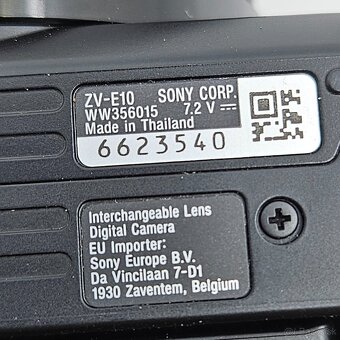 ZV-E10 SONY CORP.
WW356015 7.2 V ⎓
Made in Thailand
6623540
Interchangeable Lens
Digital Camera
EU Importer:
Sony Europe B.V.
Da Vincilaan 7-D1
1930 Zaventem, Belgium